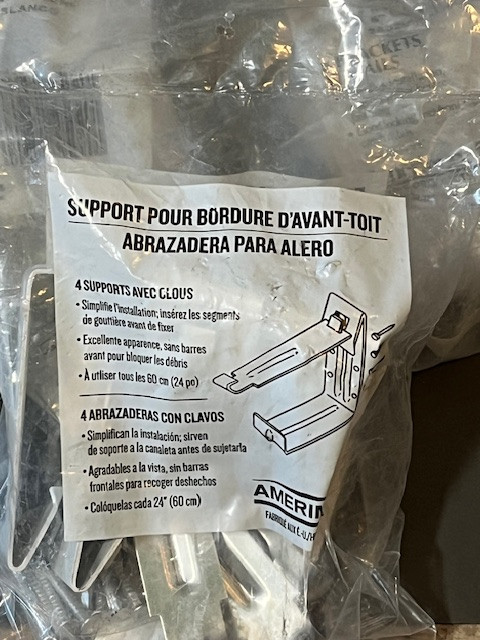 SUPPORT POUR BORDURE D'AVANT-TOIT
ABRAZADERA PARA ALERO
4 SUPPORTS AVEC CLOUS
• Simplifie l'installation; insérez les segments
de gouttière avant de fixer
• Excellente apparence, sans barres
avant pour bloquer les débris
• À utliser tous les 60 cm (24 po)
4 ABRAZADERAS CON CLAVOS
• Simplifican la instalación; sirven
de soporte a la canaleta antes de sujetarla
• Agradables a la vista, sin barras
frontales para recoger deshechos
• Colóquelas cada 24" (60 cm)